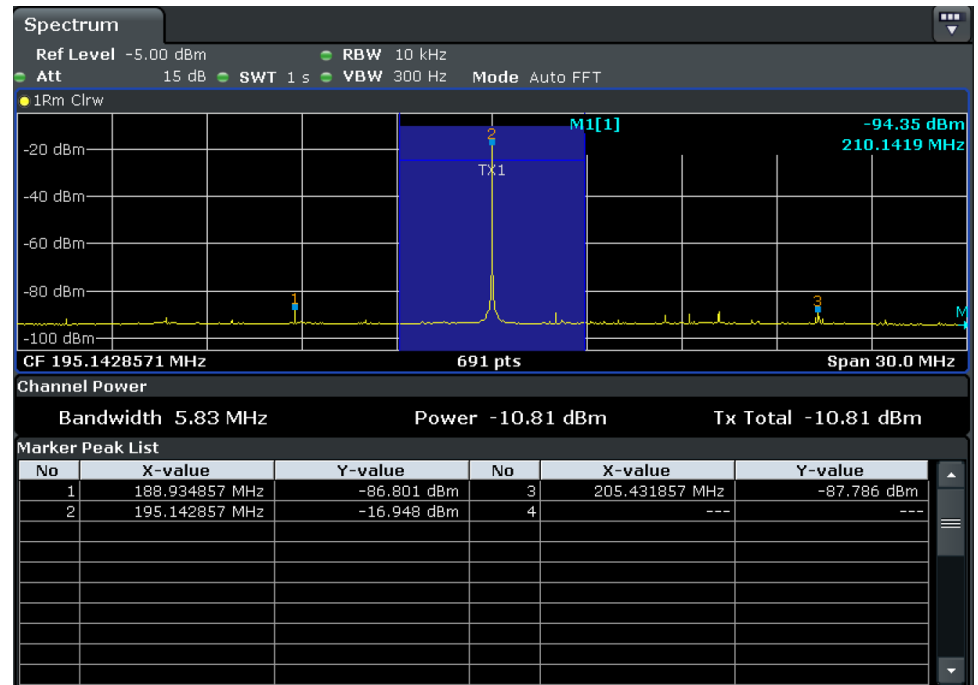 Spectrum
Ref Level -5.00 dBm RBW 10 kHz
Att 15 dB SWT 1 s VBW 300 Hz Mode Auto FFT
1Rm Clrw
M1[1] -94.35 dBm
210.1419 MHz
2
TX1
-20 dBm
-40 dBm
-60 dBm
-80 dBm
1
3
M
-100 dBm
CF 195.1428571 MHz 691 pts Span 30.0 MHz
Channel Power
Bandwidth 5.83 MHz Power -10.81 dBm Tx Total -10.81 dBm
Marker Peak List
No X-value Y-value No X-value Y-value
1 188.934857 MHz -86.801 dBm 3 205.431857 MHz -87.786 dBm
2 195.142857 MHz -16.948 dBm 4 --- ---